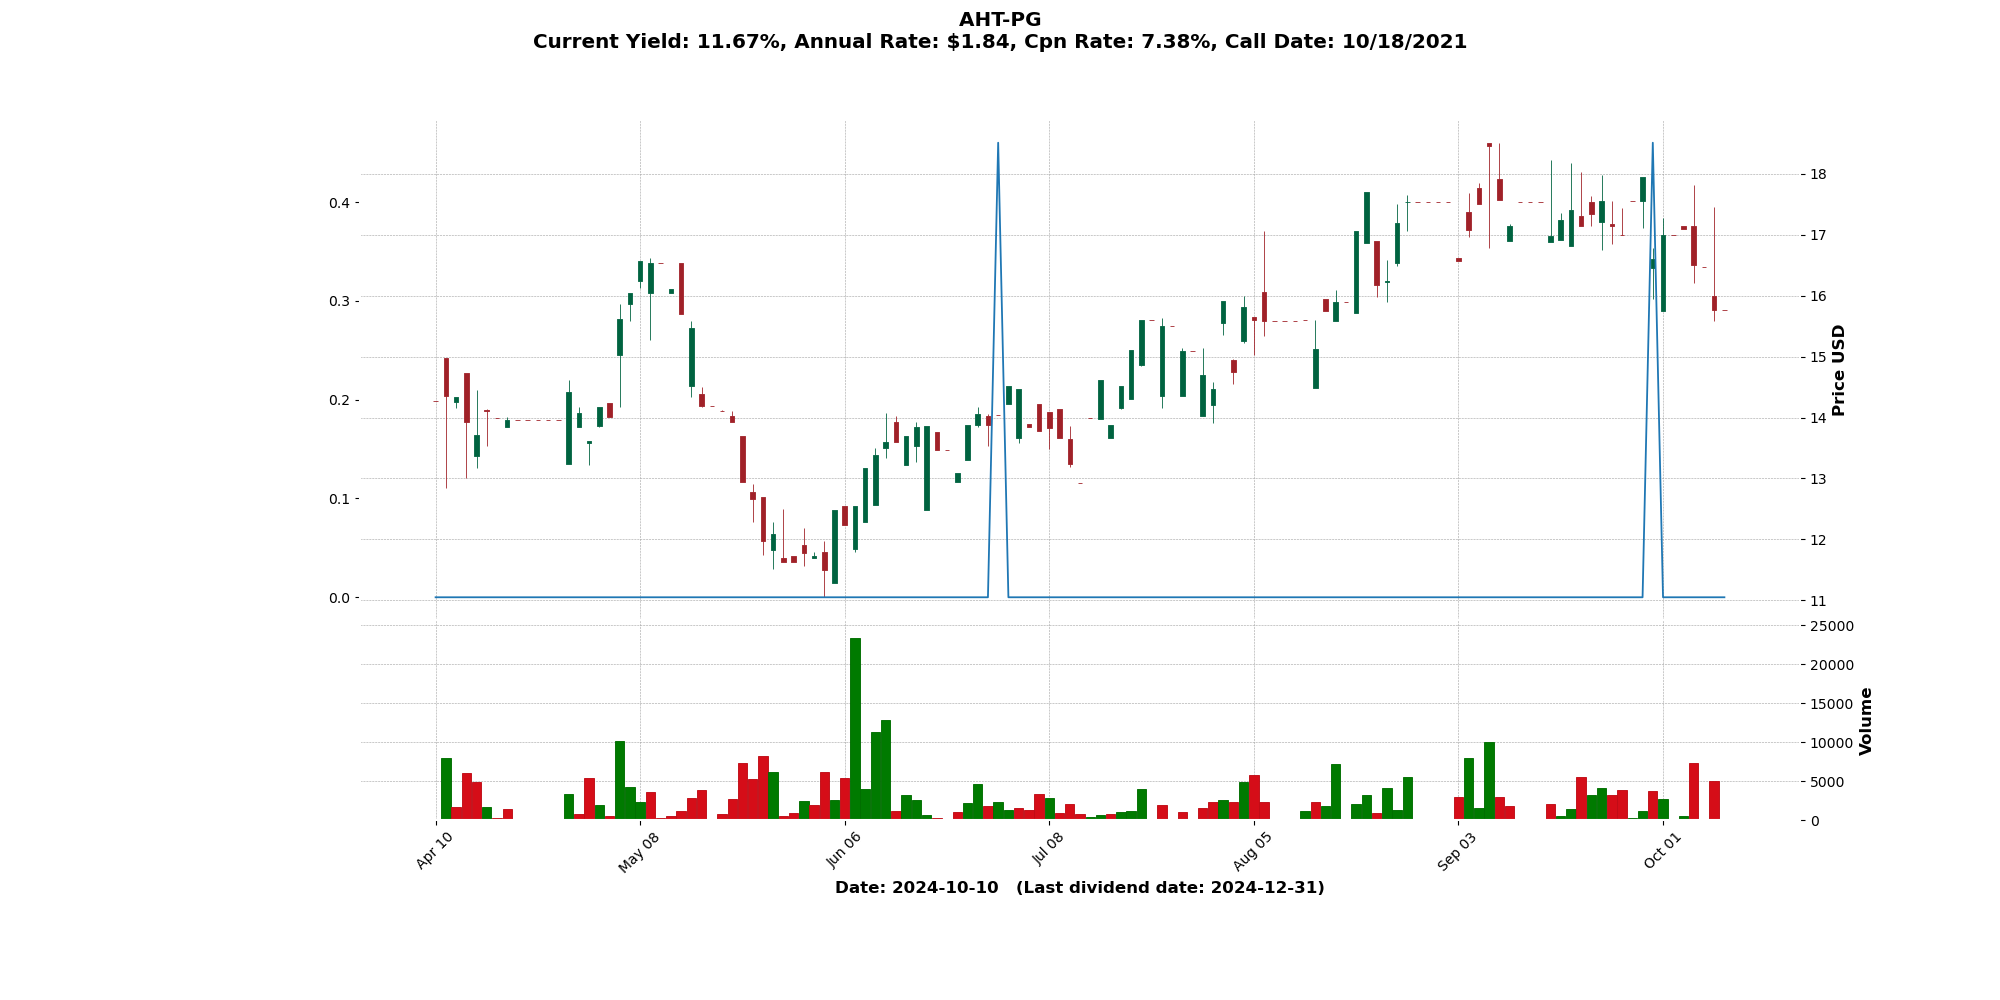 AHT-PG
Current Yield: 11.67%, Annual Rate: $1.84, Cpn Rate: 7.38%, Call Date: 10/18/2021
0.4
0.3
0.2
0.1
0.0
18
17
16
15
14
13
12
11
Price USD
25000
20000
15000
10000
5000
0
Volume
Apr 10
May 08
Jun 06
Jul 08
Aug 05
Sep 03
Oct 01
Date: 2024-10-10 (Last dividend date: 2024-12-31)